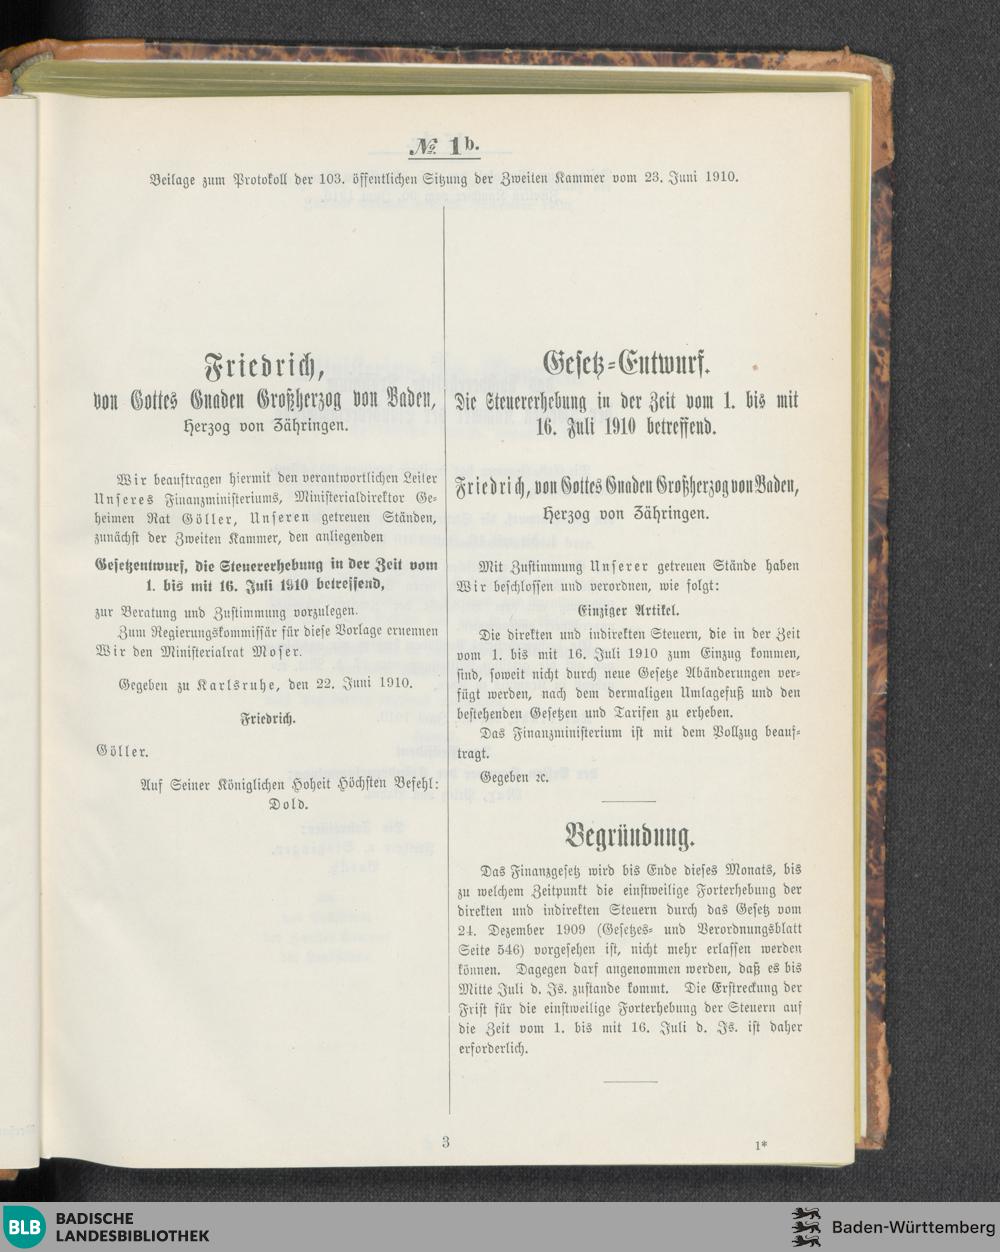 № 1b.
Beilage zum Protokoll der 103. öffentlichen Sitzung der Zweiten Kammer vom 23. Juni 1910.
Friedrich,
von Gottes Gnaden Großherzog von Baden,
Herzog von Zähringen.
Wir beauftragen hiermit den verantwortlichen Leiter
Unseres Finanzministeriums, Ministerialdirektor Ge-
heimen Rat Göller, Unseren getreuen Ständen,
zunächst der Zweiten Kammer, den anliegenden
Gesetzentwurf, die Steuererhebung in der Zeit vom
1. bis mit 16. Juli 1910 betreffend,
zur Beratung und Zustimmung vorzulegen.
Zum Regierungskommissär für diese Vorlage ernennen
Wir den Ministerialrat Moser.
Gegeben zu Karlsruhe, den 22. Juni 1910.
Friedrich.
Göller.
Auf Seiner Königlichen Hoheit Höchsten Befehl:
Dold.
Gesetz-Entwurf.
Die Steuererhebung in der Zeit vom 1. bis mit
16. Juli 1910 betreffend.
Friedrich, von Gottes Gnaden Großherzog von Baden,
Herzog von Zähringen.
Mit Zustimmung Unserer getreuen Stände haben
Wir beschlossen und verordnen, wie folgt:
Einziger Artikel.
Die direkten und indirekten Steuern, die in der Zeit
vom 1. bis mit 16. Juli 1910 zum Einzug kommen,
sind, soweit nicht durch neue Gesetze Abänderungen ver-
fügt werden, nach dem dermaligen Umlagefuß und den
bestehenden Gesetzen und Tarifen zu erheben.
Das Finanzministerium ist mit dem Vollzug beauf-
tragt.
Gegeben ꝛc.
Begründung.
Das Finanzgesetz wird bis Ende dieses Monats, bis
zu welchem Zeitpunkt die einstweilige Forterhebung der
direkten und indirekten Steuern durch das Gesetz vom
24. Dezember 1909 (Gesetzes- und Verordnungsblatt
Seite 546) vorgesehen ist, nicht mehr erlassen werden
können. Dagegen darf angenommen werden, daß es bis
Mitte Juli d. Js. zustande kommt. Die Erstreckung der
Frist für die einstweilige Forterhebung der Steuern auf
die Zeit vom 1. bis mit 16. Juli d. Js. ist daher
erforderlich.
3
1*
BLB BADISCHE
LANDESBIBLIOTHEK
Baden-Württemberg